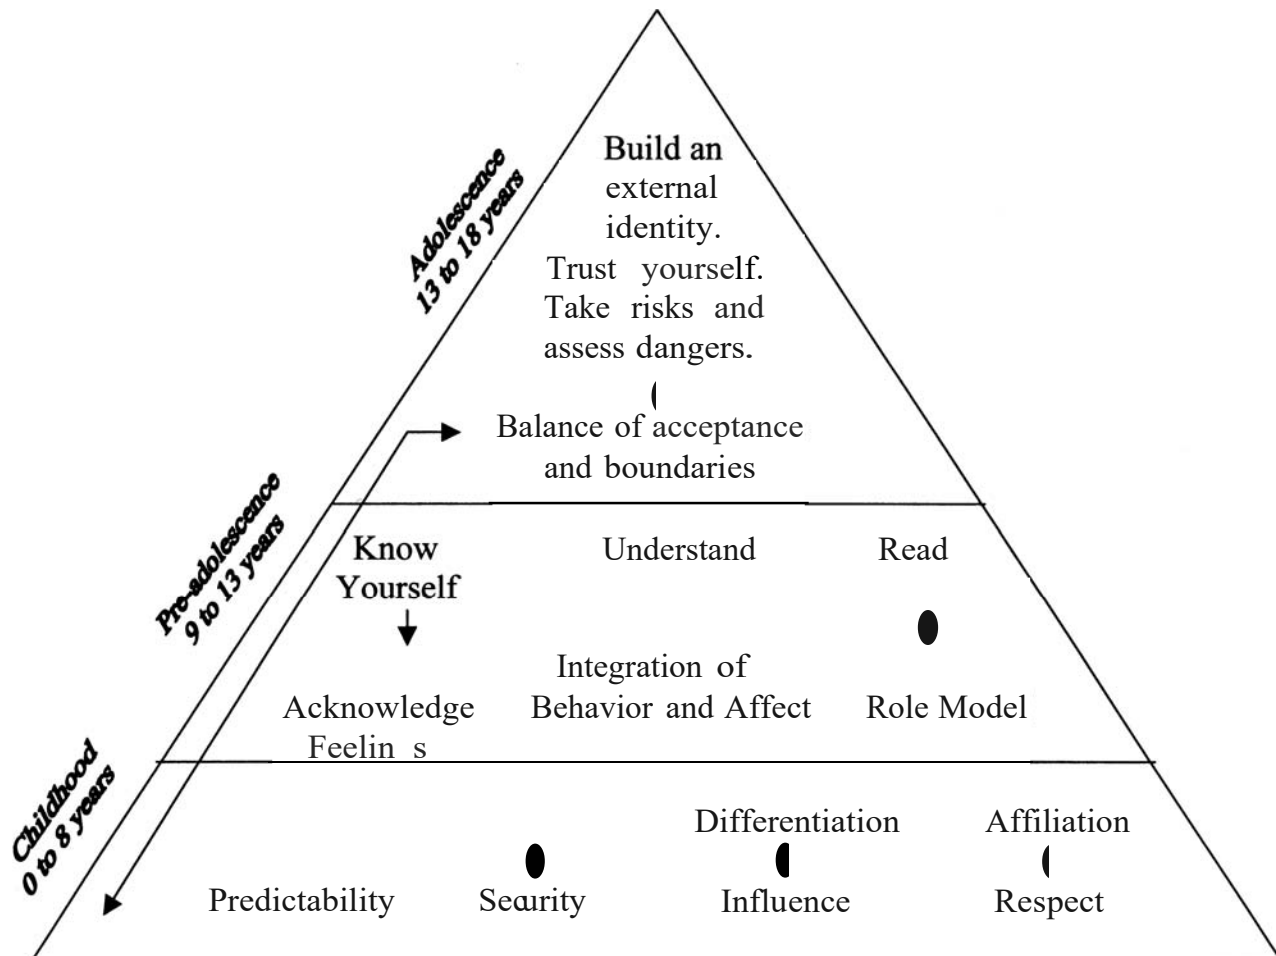 Adolescence
13 to 18 years
Build an
external
identity.
Trust yourself.
Take risks and
assess dangers.
Balance of acceptance
and boundaries
Pre-adolescence
9 to 13 years
Know
Yourself
Understand
Read
Acknowledge
Feelin s
Integration of
Behavior and Affect
Role Model
Childhood
0 to 8 years
Differentiation
Affiliation
Predictability
Security
Influence
Respect